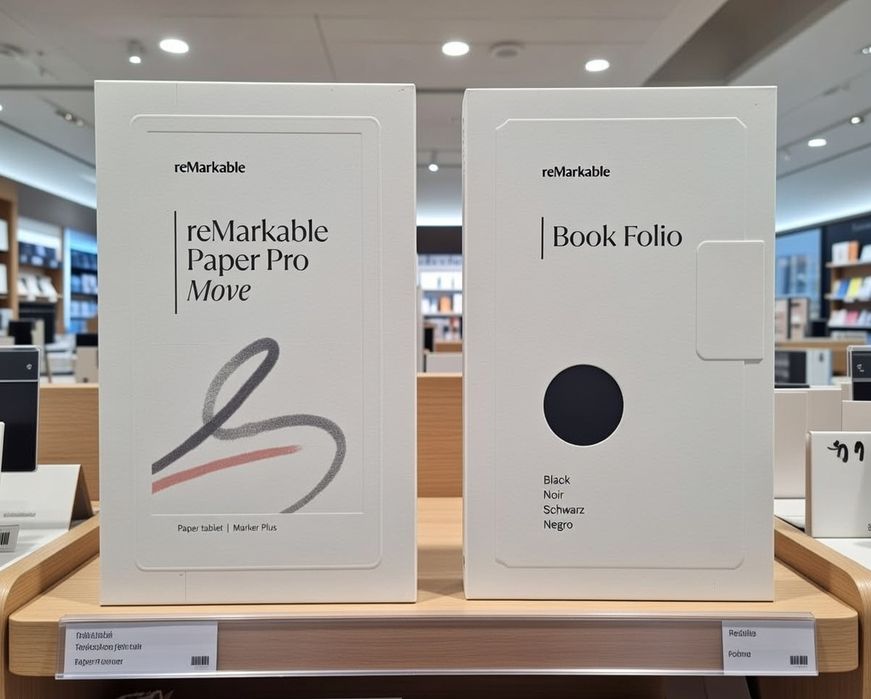 reMarkable
reMarkable
Paper Pro
Move
Paper tablet | Marker Plus
reMarkable
Book Folio
Black
Noir
Schwarz
Negro